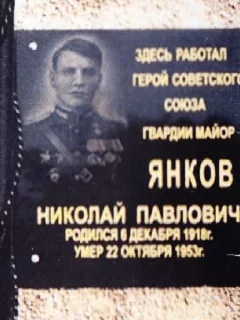 ЗДЕСЬ РАБОТАЛ
ГЕРОЙ СОВЕТСКОГО
СОЮЗА
ГВАРДИИ МАЙОР
ЯНКОВ
НИКОЛАЙ ПАВЛОВИЧ
РОДИЛСЯ 6 ДЕКАБРЯ 1918г.
УМЕР 22 ОКТЯБРЯ 1953г.